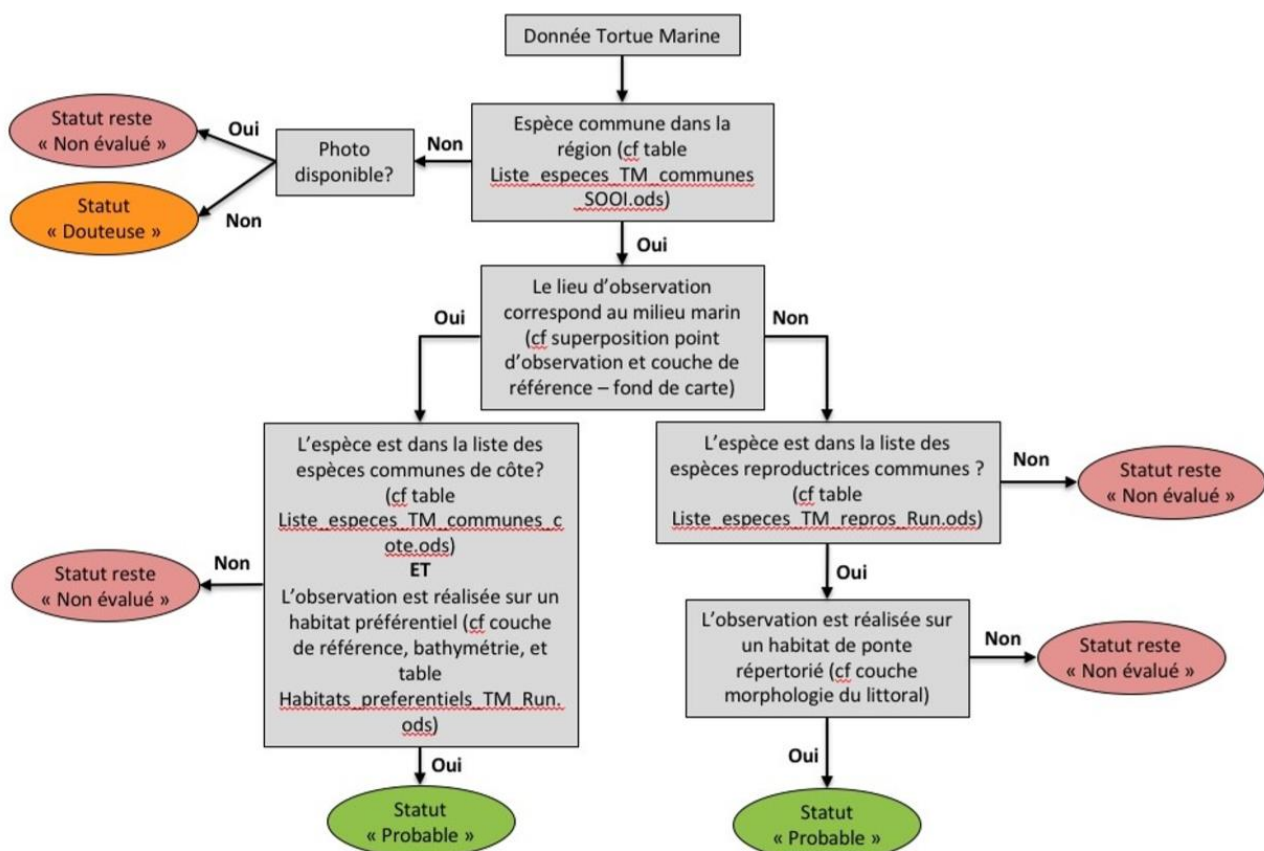 Donnée Tortue Marine
Espèce commune dans la
région (cf table
Liste_especes_TM_communes
_SOOI.ods)
Non
Photo
disponible?
Oui
Statut reste
« Non évalué »
Non
Statut
« Douteuse »
Oui
Le lieu d’observation
correspond au milieu marin
(cf superposition point
d’observation et couche de
référence – fond de carte)
Oui
Non
L’espèce est dans la liste des
espèces communes de côte?
(cf table
Liste_especes_TM_communes_c
ote.ods)
ET
L’observation est réalisée sur un
habitat préférentiel (cf couche
de référence, bathymétrie, et
table
Habitats_preferentiels_TM_Run.
ods)
Non
Statut reste
« Non évalué »
Oui
Statut
« Probable »
L’espèce est dans la liste des
espèces reproductrices communes ?
(cf table
Liste_especes_TM_repros_Run.ods)
Non
Statut reste
« Non évalué »
Oui
L’observation est réalisée sur
un habitat de ponte
répertorié (cf couche
morphologie du littoral)
Non
Statut reste
« Non évalué »
Oui
Statut
« Probable »